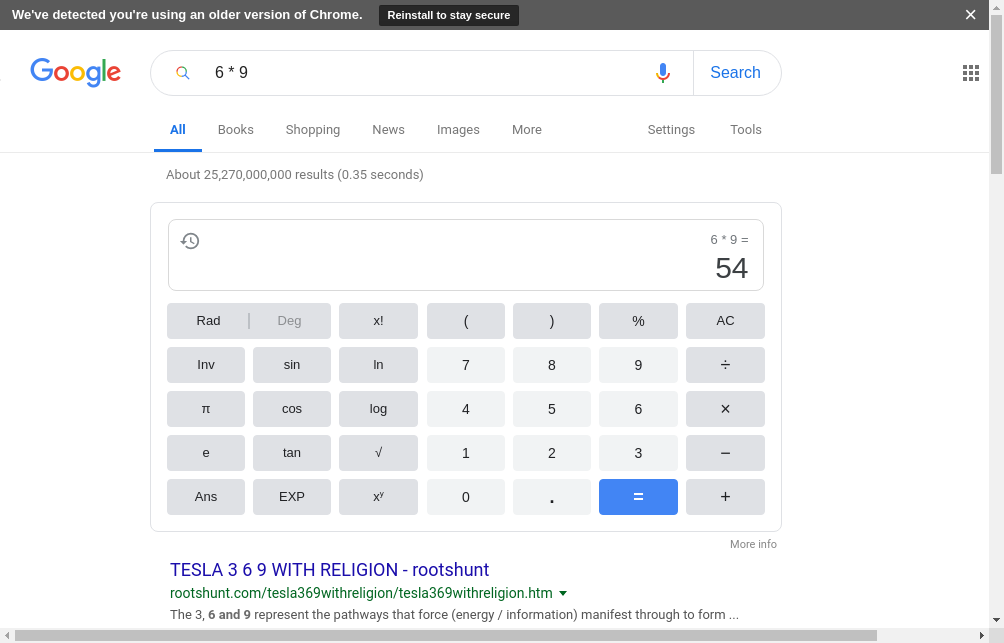 We've detected you're using an older version of Chrome. Reinstall to stay secure
Google 6 * 9 Search
All Books Shopping News Images More Settings Tools
About 25,270,000,000 results (0.35 seconds)
6 * 9 =
54
Rad Deg x! ( ) % AC
Inv sin ln 7 8 9 ÷
π cos log 4 5 6 ×
e tan √ 1 2 3 −
Ans EXP xʸ 0 . = +
More info
TESLA 3 6 9 WITH RELIGION - rootshunt
rootshunt.com/tesla369withreligion/tesla369withreligion.htm
The 3, 6 and 9 represent the pathways that force (energy / information) manifest through to form ...